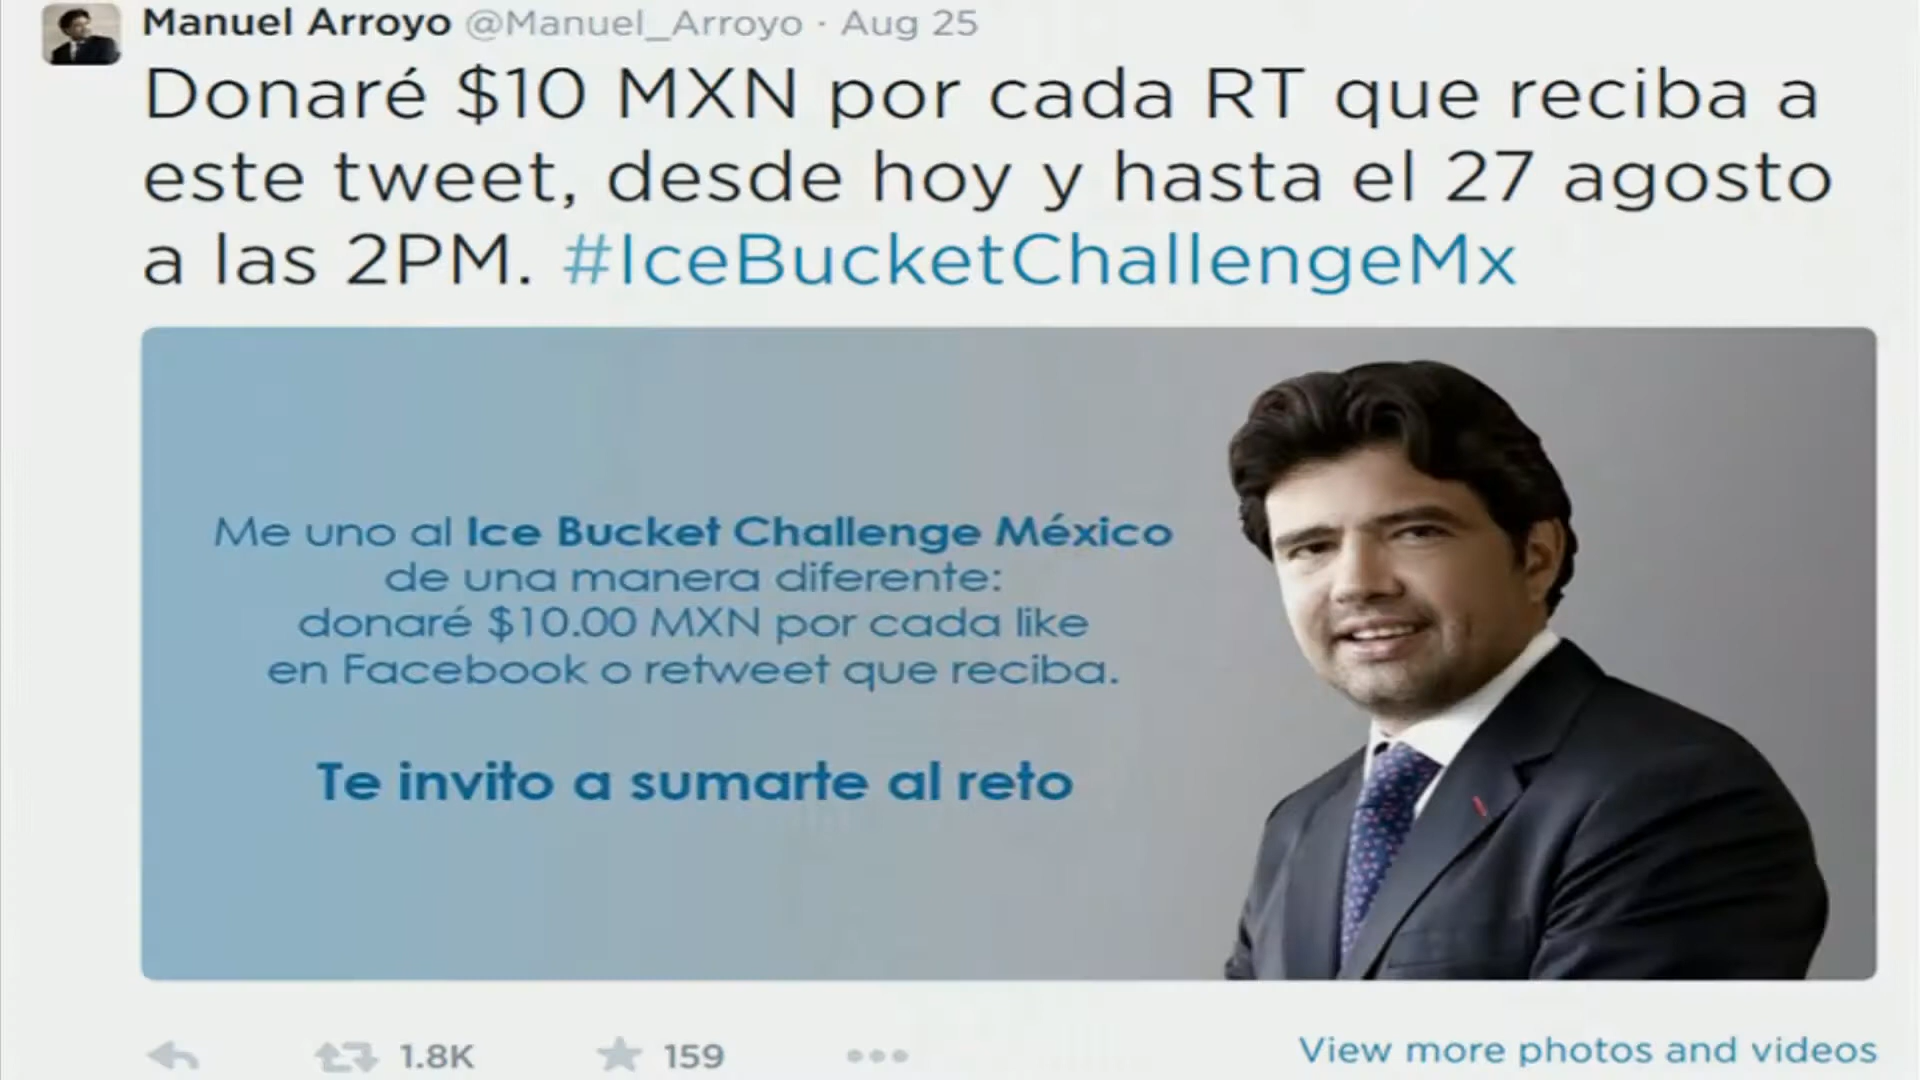 Manuel Arroyo @Manuel_Arroyo · Aug 25
Donaré $10 MXN por cada RT que reciba a
este tweet, desde hoy y hasta el 27 agosto
a las 2PM. #IceBucketChallengeMx
Me uno al Ice Bucket Challenge México
de una manera diferente:
donaré $10.00 MXN por cada like
en Facebook o retweet que reciba.
Te invito a sumarte al reto
1.8K 159 View more photos and videos